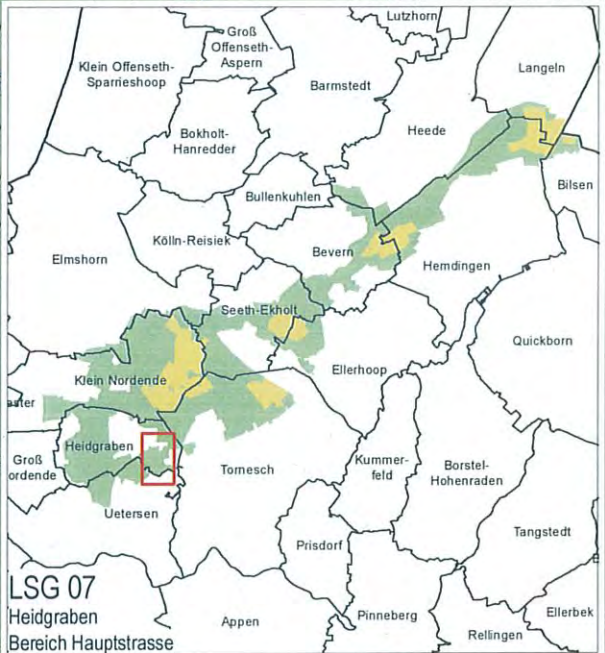 Lutzhorn
Groß
Offenseth-
Aspern
Klein Offenseth-
Sparrieshoop
Langeln
Barmstedt
Heede
Bokholt-
Hanredder
Bilsen
Bullenkuhlen
Kölln-Reisiek
Bevern
Elmshorn
Hemdingen
Seeth-Ekholt
Quickborn
Ellerhoop
Klein Nordende
ester
Heidgraben
Groß
ordende
Tornesch
Kummer-
feld
Borstel-
Hohenraden
Uetersen
Tangstedt
Prisdorf
LSG 07
Heidgraben
Bereich Hauptstrasse
Appen
Pinneberg
Ellerbek
Rellingen